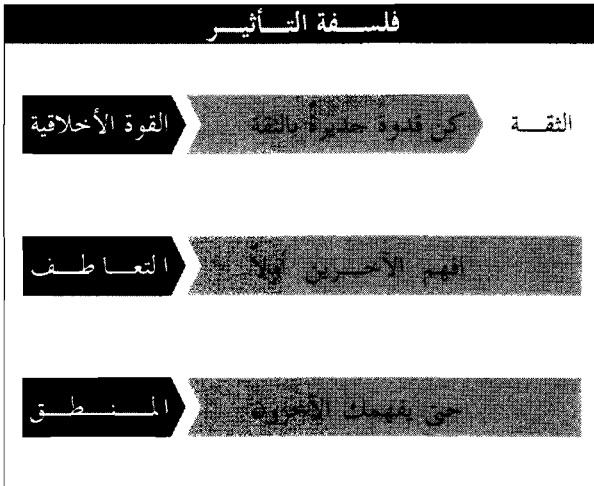 فلسفة التأثير
الثقة كن قدوة جديرة بالثقة القوة الأخلاقية
افهم الآخرين أولاً التعاطف
حتى يفهمك الآخرون المنطق